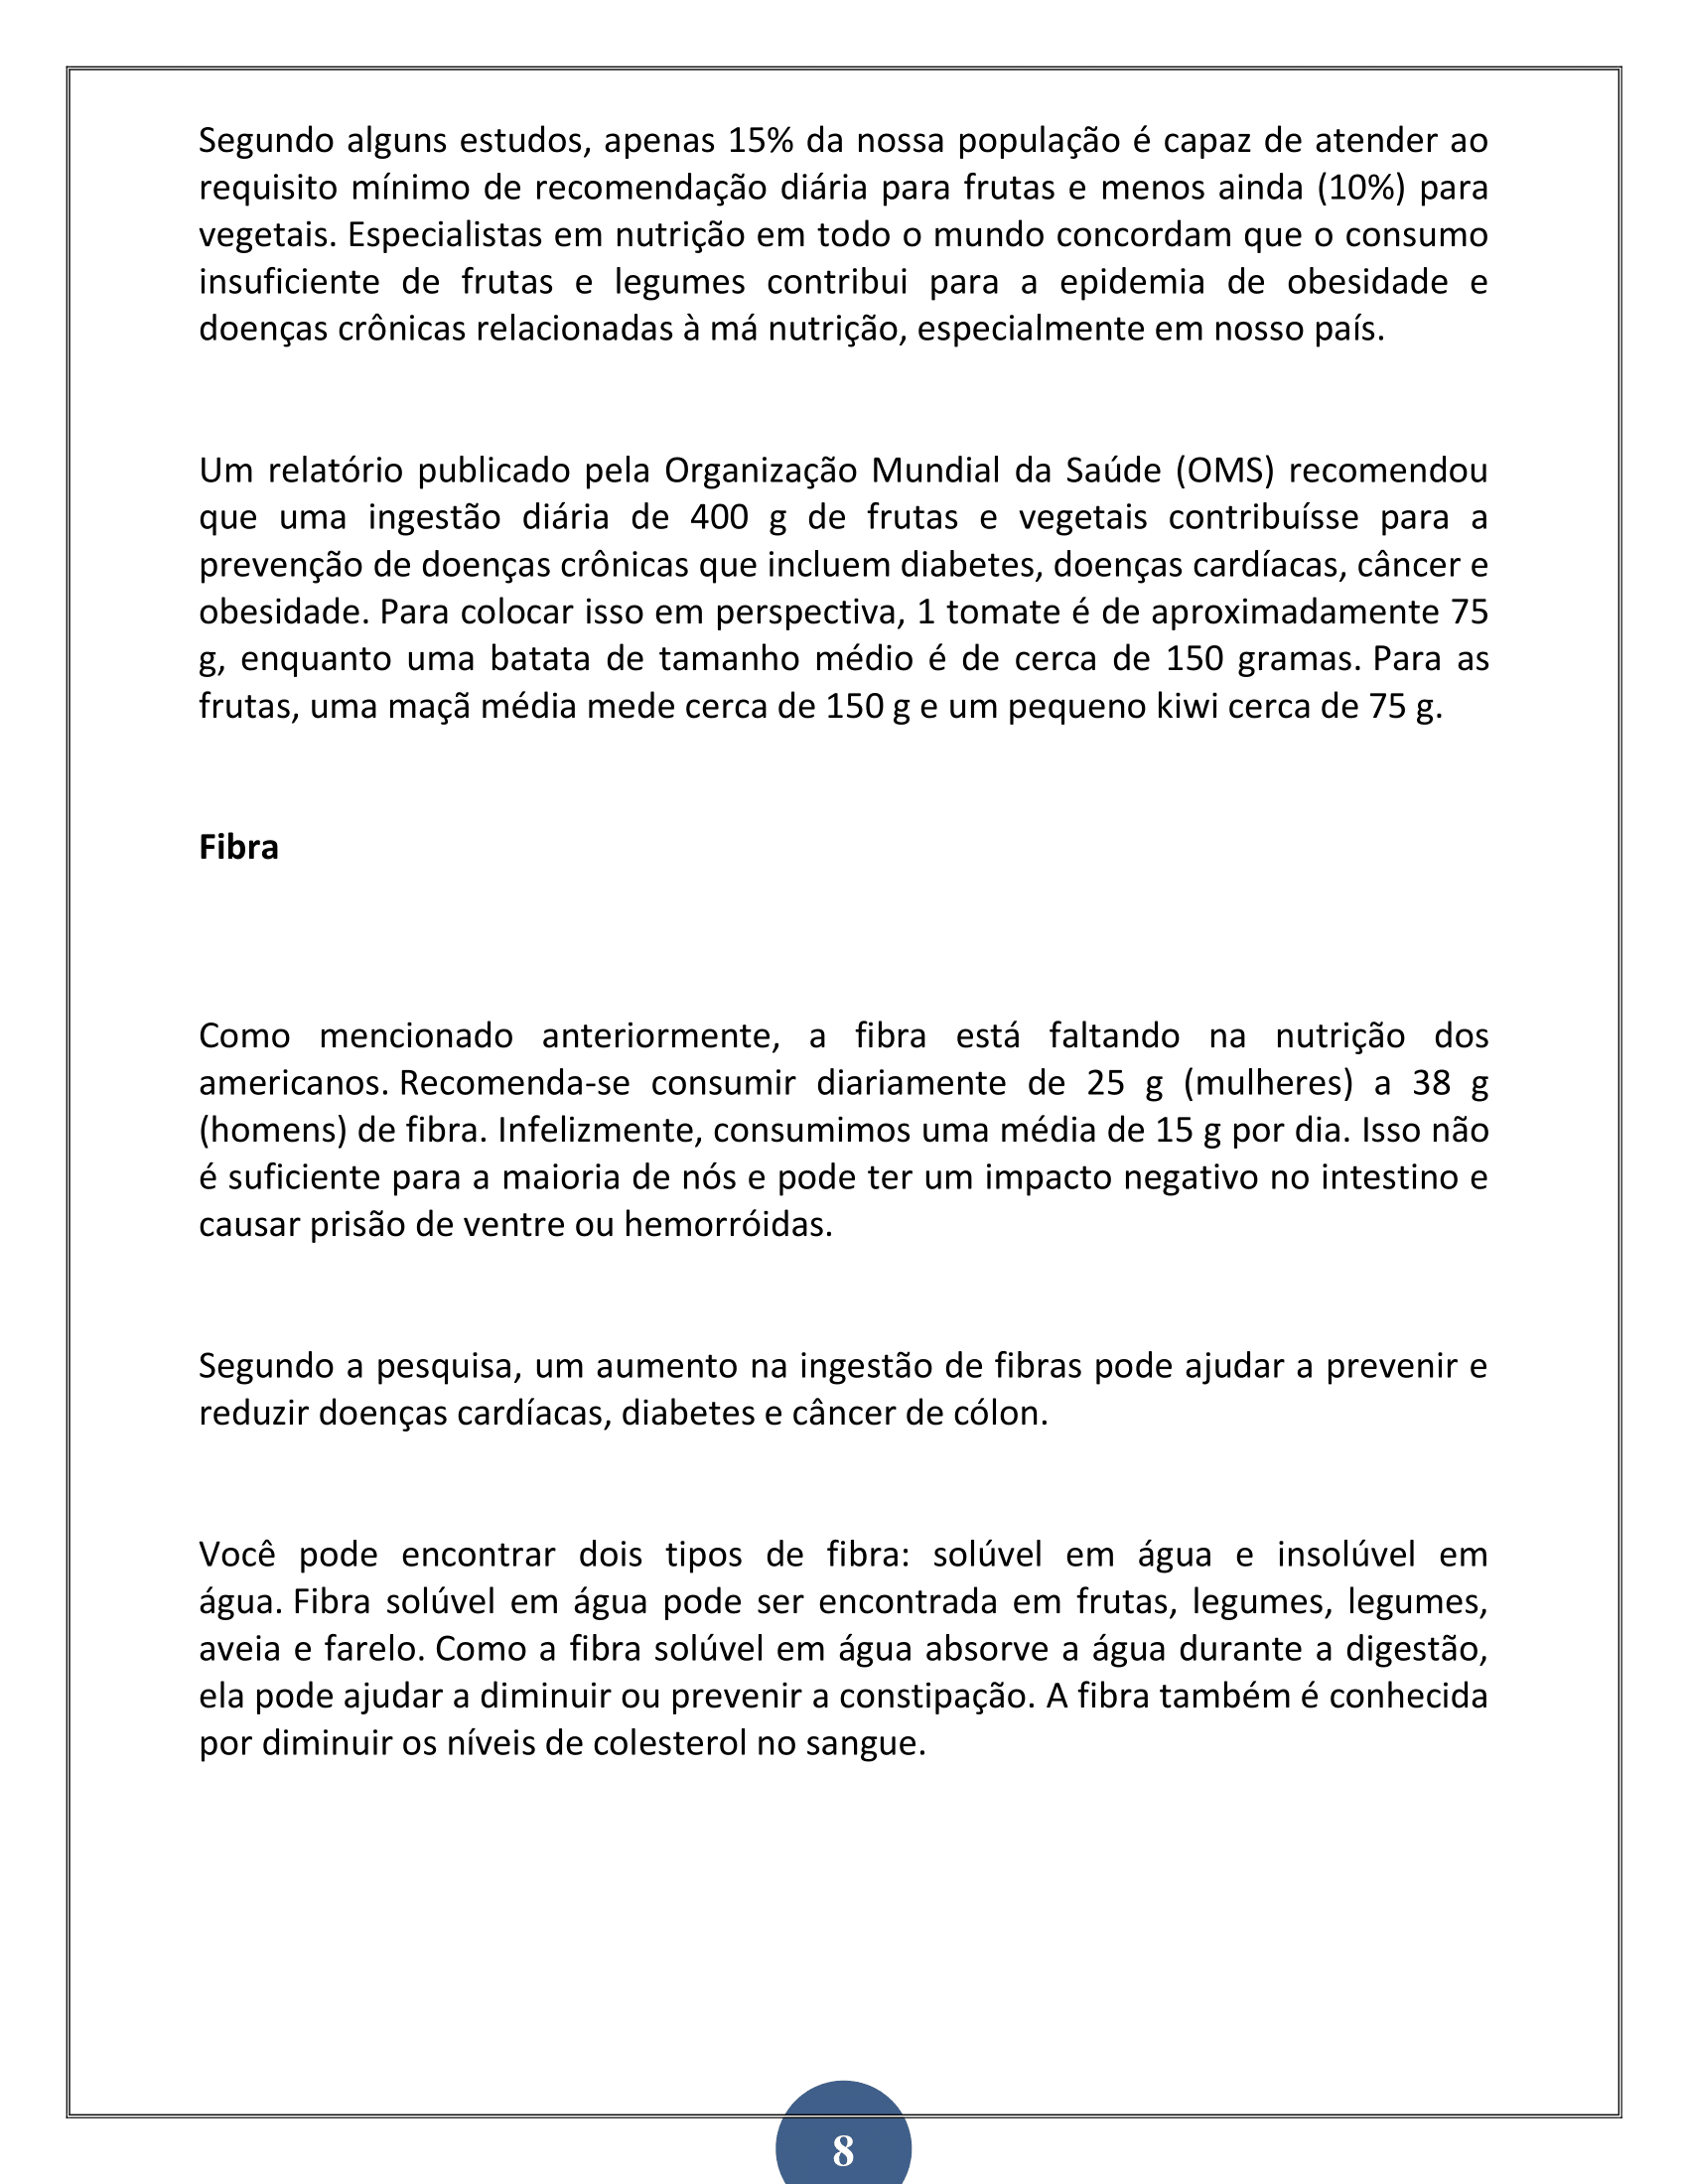 Segundo alguns estudos, apenas 15% da nossa população é capaz de atender ao
requisito mínimo de recomendação diária para frutas e menos ainda (10%) para
vegetais. Especialistas em nutrição em todo o mundo concordam que o consumo
insuficiente de frutas e legumes contribui para a epidemia de obesidade e
doenças crônicas relacionadas à má nutrição, especialmente em nosso país.
Um relatório publicado pela Organização Mundial da Saúde (OMS) recomendou
que uma ingestão diária de 400 g de frutas e vegetais contribuísse para a
prevenção de doenças crônicas que incluem diabetes, doenças cardíacas, câncer e
obesidade. Para colocar isso em perspectiva, 1 tomate é de aproximadamente 75
g, enquanto uma batata de tamanho médio é de cerca de 150 gramas. Para as
frutas, uma maçã média mede cerca de 150 g e um pequeno kiwi cerca de 75 g.
Fibra
Como mencionado anteriormente, a fibra está faltando na nutrição dos
americanos. Recomenda-se consumir diariamente de 25 g (mulheres) a 38 g
(homens) de fibra. Infelizmente, consumimos uma média de 15 g por dia. Isso não
é suficiente para a maioria de nós e pode ter um impacto negativo no intestino e
causar prisão de ventre ou hemorróidas.
Segundo a pesquisa, um aumento na ingestão de fibras pode ajudar a prevenir e
reduzir doenças cardíacas, diabetes e câncer de cólon.
Você pode encontrar dois tipos de fibra: solúvel em água e insolúvel em
água. Fibra solúvel em água pode ser encontrada em frutas, legumes, legumes,
aveia e farelo. Como a fibra solúvel em água absorve a água durante a digestão,
ela pode ajudar a diminuir ou prevenir a constipação. A fibra também é conhecida
por diminuir os níveis de colesterol no sangue.
8